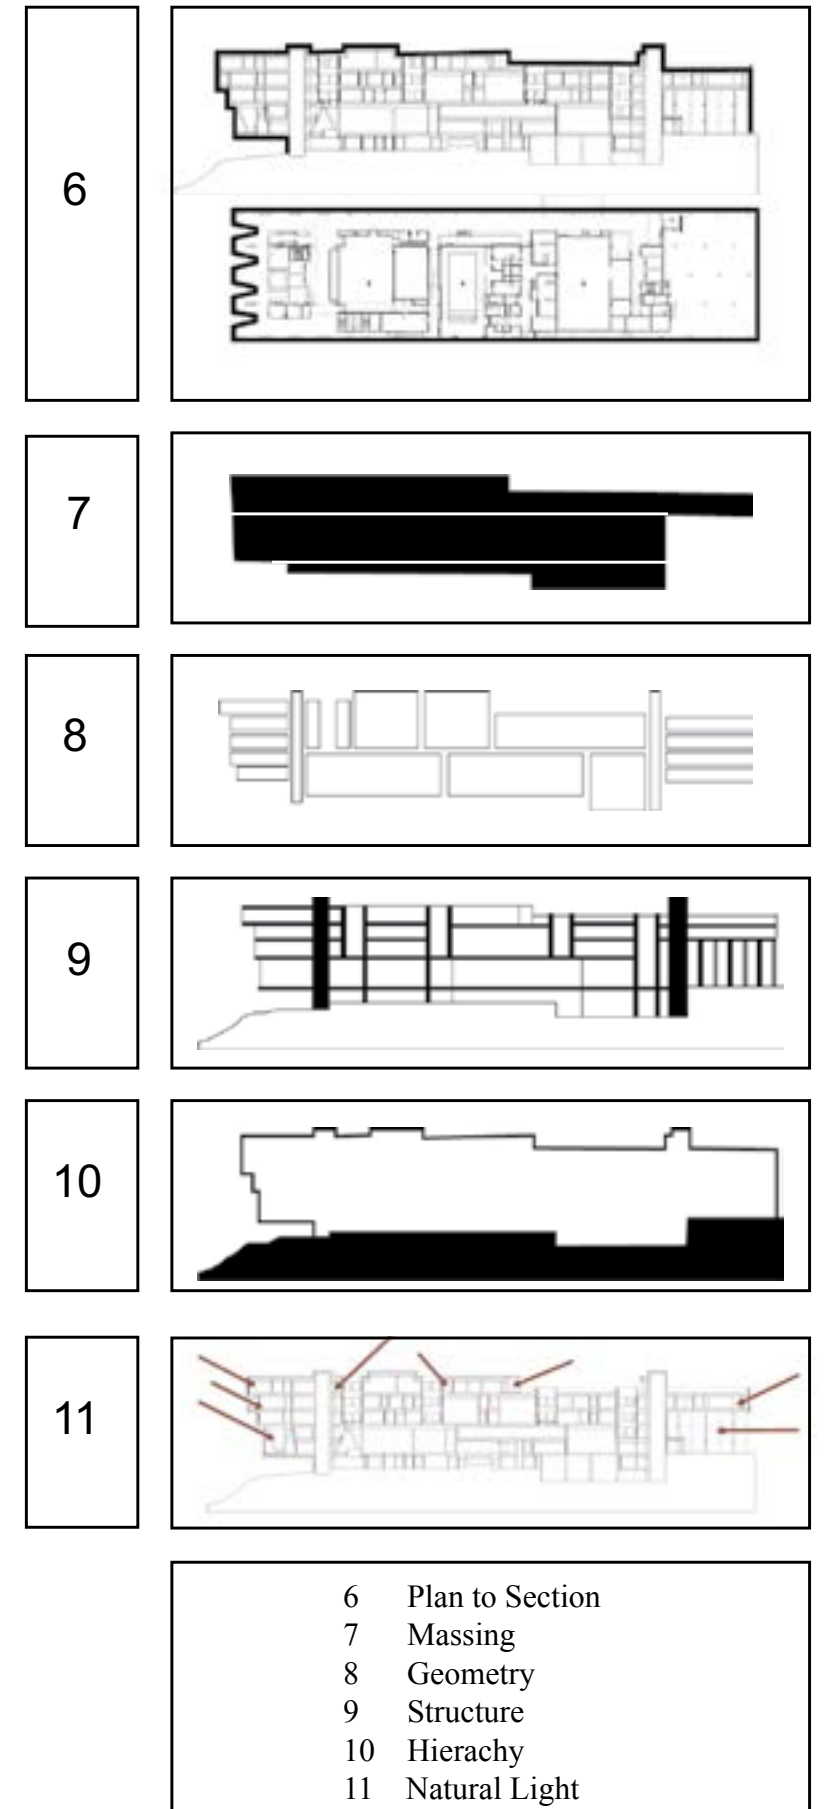 6
7
8
9
10
11
6 Plan to Section
7 Massing
8 Geometry
9 Structure
10 Hierachy
11 Natural Light